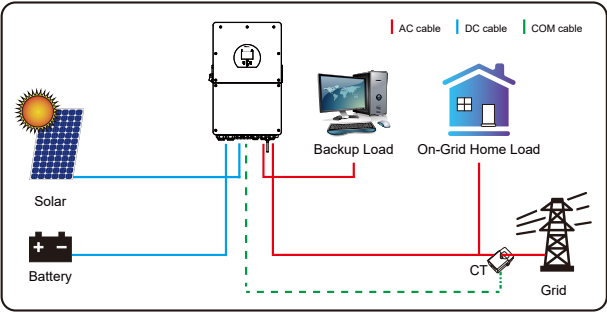 AC cable
DC cable
COM cable
Backup Load
On-Grid Home Load
Solar
Battery
CT
Grid